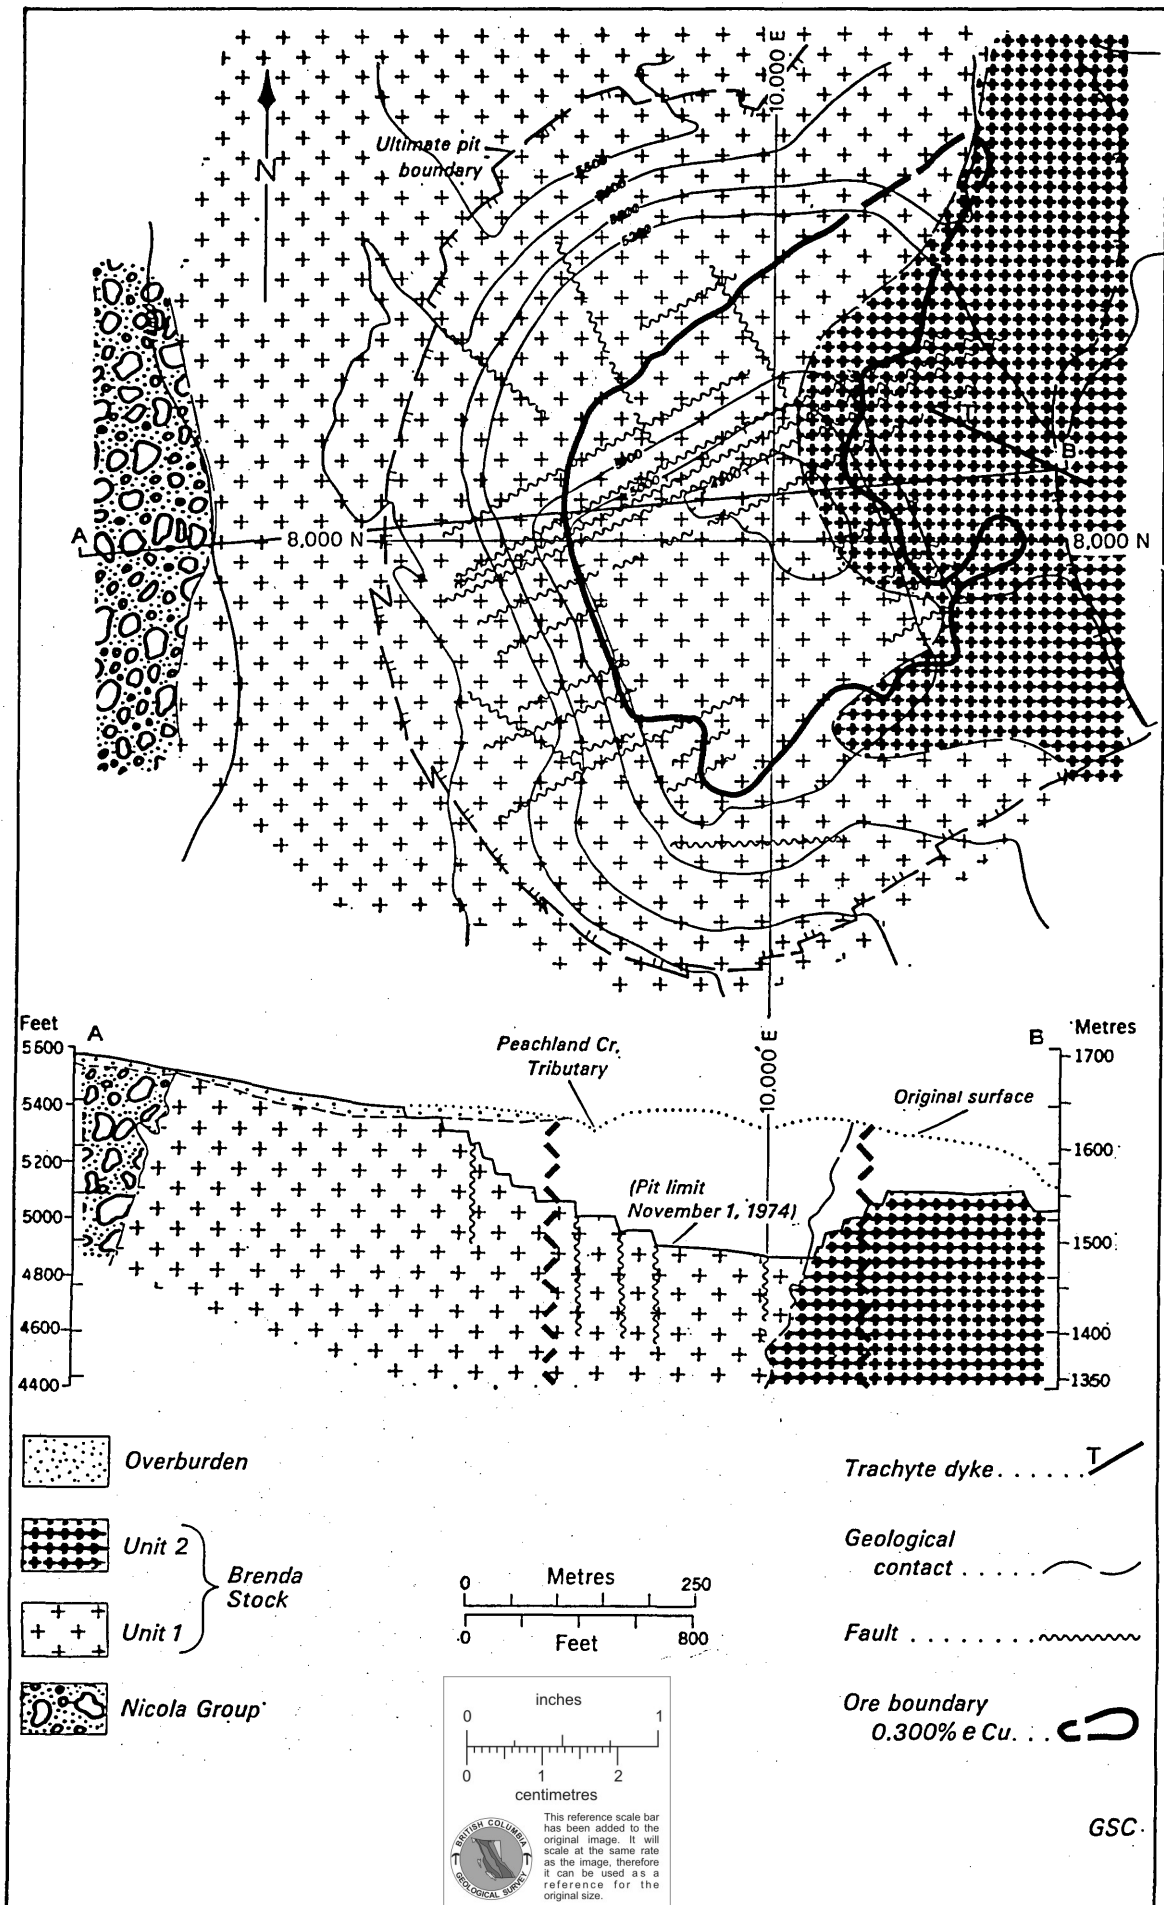 10,000 E
N
Ultimate pit
boundary
5500
5400
5300
5200
5100
5000
4900
T
B
A
8,000 N
8,000 N
Feet
A
Peachland Cr.
Tributary
10,000 E
B
Metres
5600
5400
5200
5000
4800
4600
4400
1700
1600
1500
1400
1350
Original surface
(Pit limit
November 1, 1974)
Overburden
Unit 2
Unit 1
Brenda
Stock
Nicola Group
Metres
0 250
0 800
Feet
Trachyte dyke . . . . . . T
Geological
contact . . . . .
Fault . . . . . . . .
Ore boundary
0.300% e Cu. . .
GSC
inches
0 1
0 1 2
centimetres
BRITISH COLUMBIA
GEOLOGICAL SURVEY
This reference scale bar
has been added to the
original image. It will
scale at the same rate
as the image, therefore
it can be used as a
reference for the
original size.